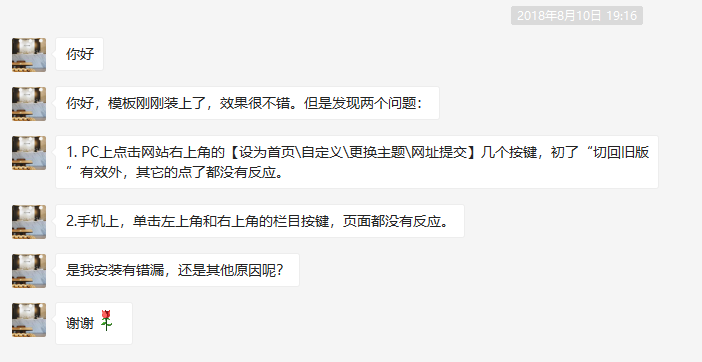 2018年8月10日 19:16
你好
你好，模板刚刚装上了，效果很不错。但是发现两个问题：
1. PC上点击网站右上角的【设为首页\自定义\更换主题\网址提交】几个按键，初了“切回旧版
”有效外，其它的点了都没有反应。
2.手机上，单击左上角和右上角的栏目按键，页面都没有反应。
是我安装有错漏，还是其他原因呢？
谢谢